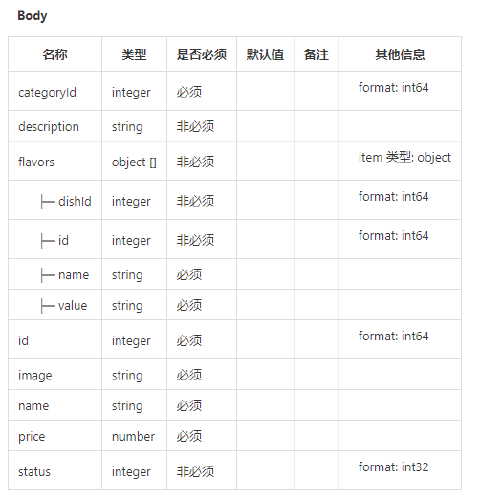 Body
名称 类型 是否必须 默认值 备注 其他信息
categoryId integer 必须 format: int64
description string 非必须
flavors object [] 非必须 item 类型: object
├─ dishId integer 非必须 format: int64
├─ id integer 非必须 format: int64
├─ name string 必须
├─ value string 必须
id integer 必须 format: int64
image string 必须
name string 必须
price number 必须
status integer 非必须 format: int32